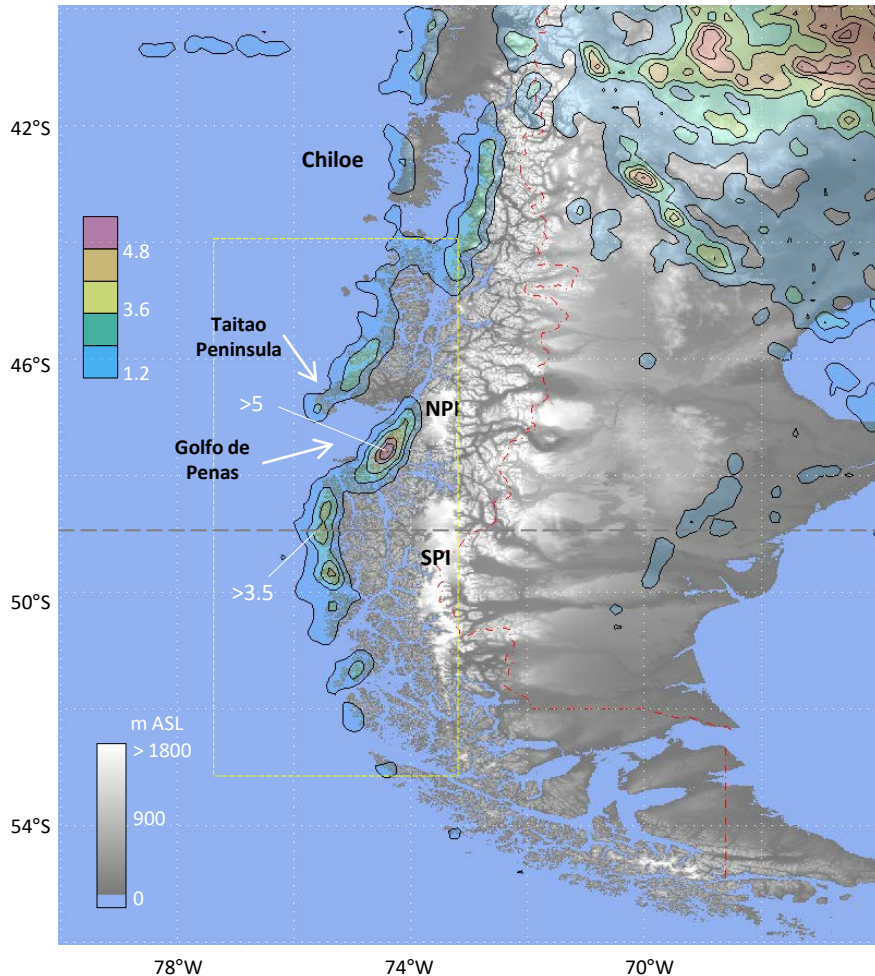 42°S
Chiloe
4.8
3.6
1.2
Taitao
Peninsula
46°S
>5
NPI
Golfo de
Penas
SPI
>3.5
50°S
m ASL
> 1800
900
0
54°S
78°W
74°W
70°W